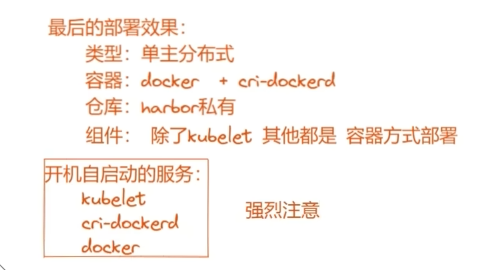 最后的部署效果：
类型：单主分布式
容器：docker + cri-dockerd
仓库：harbor私有
组件： 除了kubelet 其他都是 容器方式部署
开机自启动的服务：
kubelet
cri-dockerd
docker
强烈注意